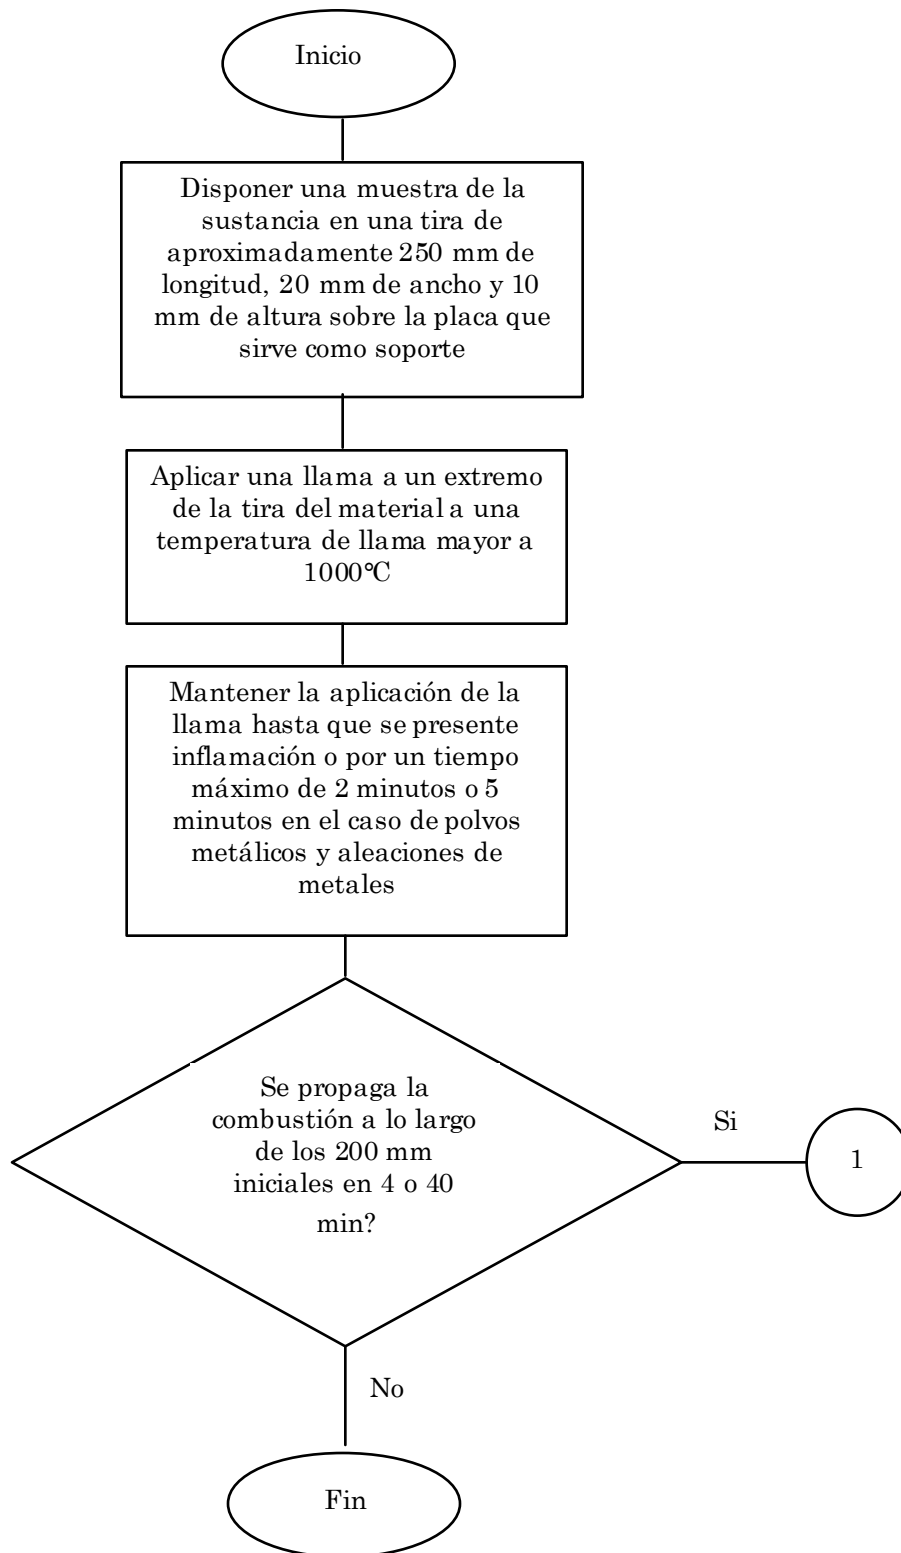 Inicio
Disponer una muestra de la
sustancia en una tira de
aproximadamente 250 mm de
longitud, 20 mm de ancho y 10
mm de altura sobre la placa que
sirve como soporte
Aplicar una llama a un extremo
de la tira del material a una
temperatura de llama mayor a
1000℃
Mantener la aplicación de la
llama hasta que se presente
inflamación o por un tiempo
máximo de 2 minutos o 5
minutos en el caso de polvos
metálicos y aleaciones de
metales
Se propaga la
combustión a lo largo
de los 200 mm
iniciales en 4 o 40
min?
Si
1
No
Fin